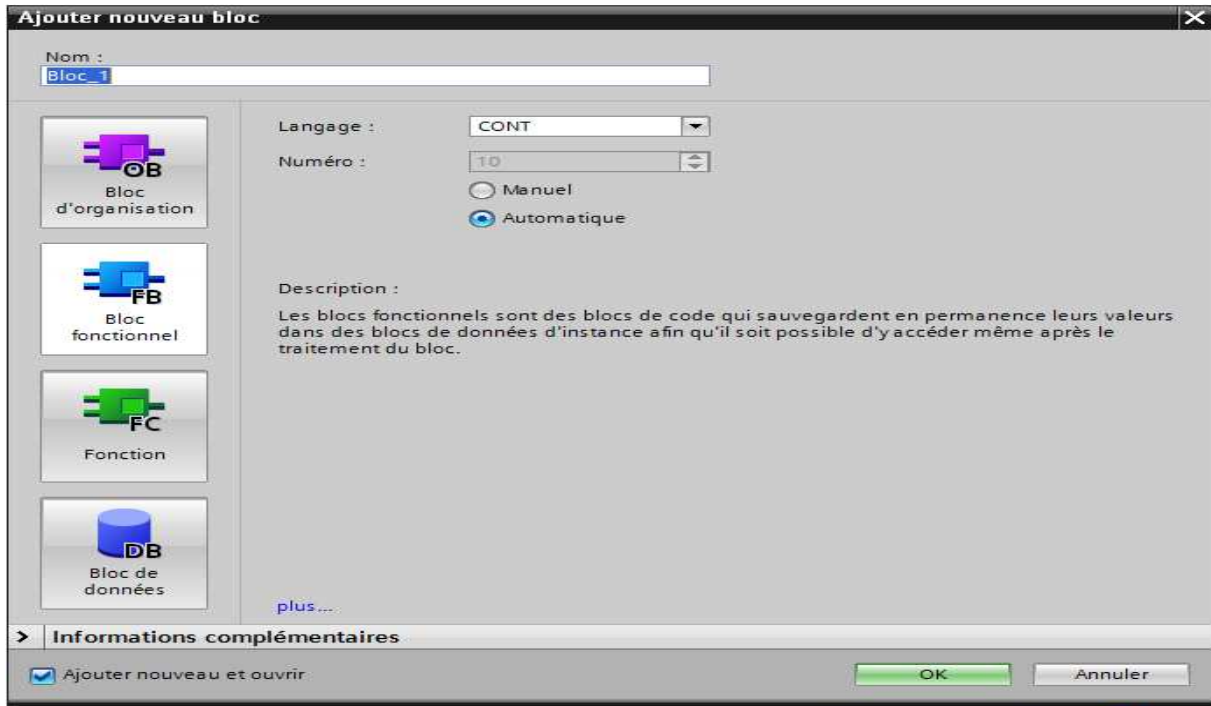 Ajouter nouveau bloc
Nom :
Bloc_1
OB
Bloc
d'organisation
FB
Bloc
fonctionnel
FC
Fonction
DB
Bloc de
données
Langage :
CONT
Numéro :
10
Manuel
Automatique
Description :
Les blocs fonctionnels sont des blocs de code qui sauvegardent en permanence leurs valeurs
dans des blocs de données d'instance afin qu'il soit possible d'y accéder même après le
traitement du bloc.
plus...
Informations complémentaires
Ajouter nouveau et ouvrir
OK
Annuler